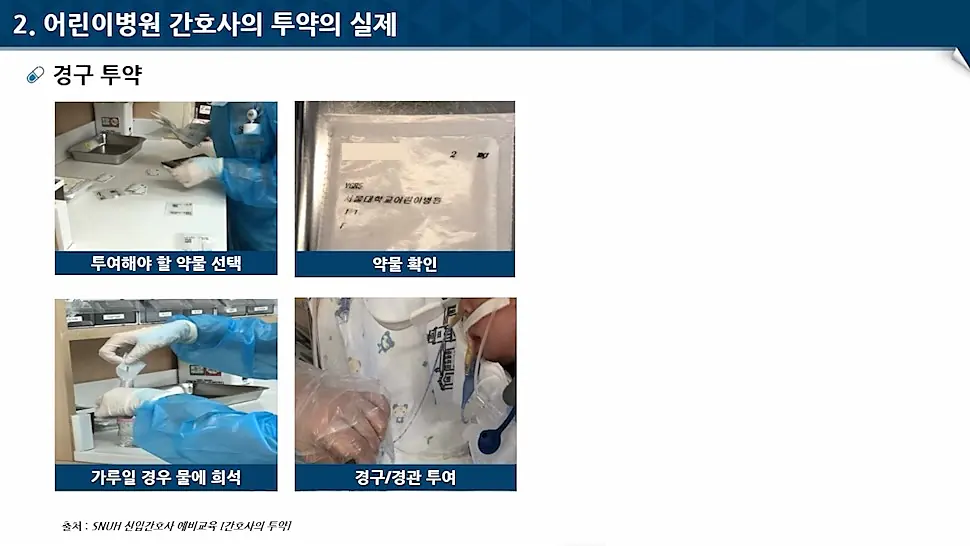 2. 어린이병원 간호사의 투약의 실제
경구 투약
2
서울대학교어린이병원
투여해야 할 약물 선택
약물 확인
가루일 경우 물에 희석
경구/경관 투여
출처 : SNUH 신입간호사 예비교육 [간호사의 투약]